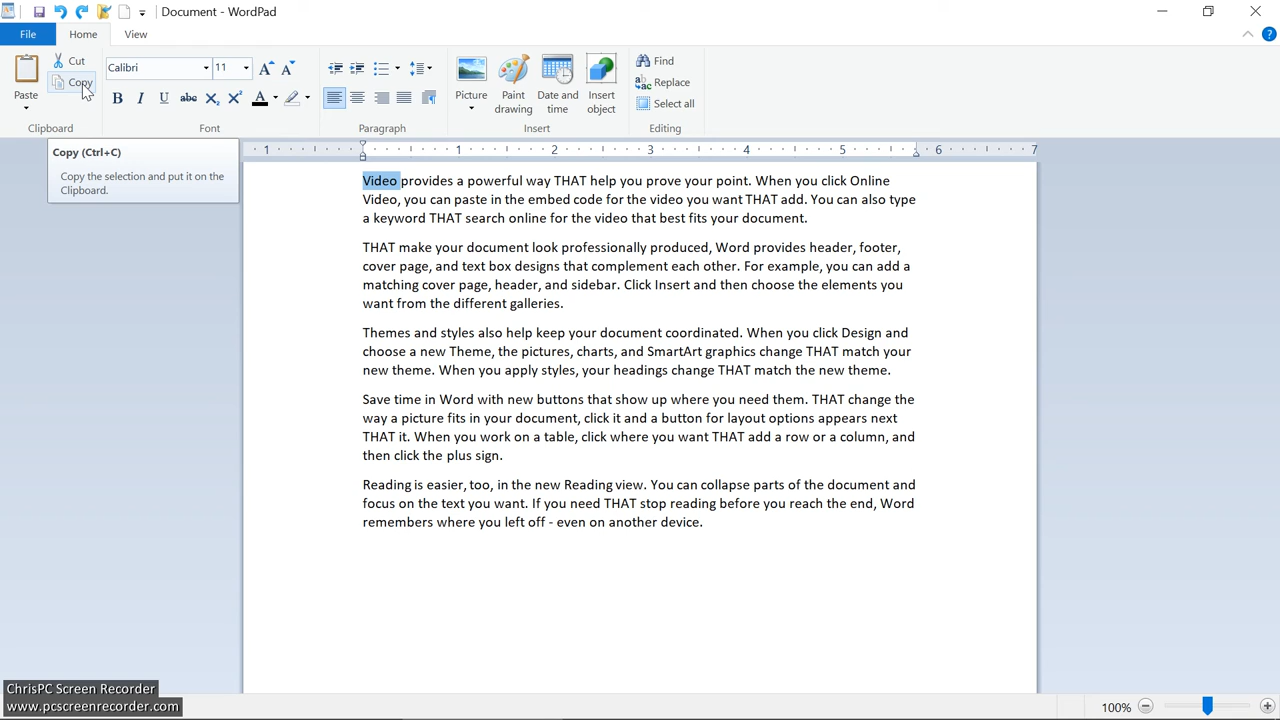 Document - WordPad
File Home View
Paste Cut Copy Clipboard
Calibri 11 B I U abc X2 X2 A Font
Paragraph
Picture Paint drawing Date and time Insert object Insert
Find Replace Select all Editing
Copy (Ctrl+C)
Copy the selection and put it on the
Clipboard.
1 1 2 3 4 5 6 7
Video provides a powerful way THAT help you prove your point. When you click Online
Video, you can paste in the embed code for the video you want THAT add. You can also type
a keyword THAT search online for the video that best fits your document.
THAT make your document look professionally produced, Word provides header, footer,
cover page, and text box designs that complement each other. For example, you can add a
matching cover page, header, and sidebar. Click Insert and then choose the elements you
want from the different galleries.
Themes and styles also help keep your document coordinated. When you click Design and
choose a new Theme, the pictures, charts, and SmartArt graphics change THAT match your
new theme. When you apply styles, your headings change THAT match the new theme.
Save time in Word with new buttons that show up where you need them. THAT change the
way a picture fits in your document, click it and a button for layout options appears next
THAT it. When you work on a table, click where you want THAT add a row or a column, and
then click the plus sign.
Reading is easier, too, in the new Reading view. You can collapse parts of the document and
focus on the text you want. If you need THAT stop reading before you reach the end, Word
remembers where you left off - even on another device.
ChrisPC Screen Recorder
www.pcscreenrecorder.com
100%